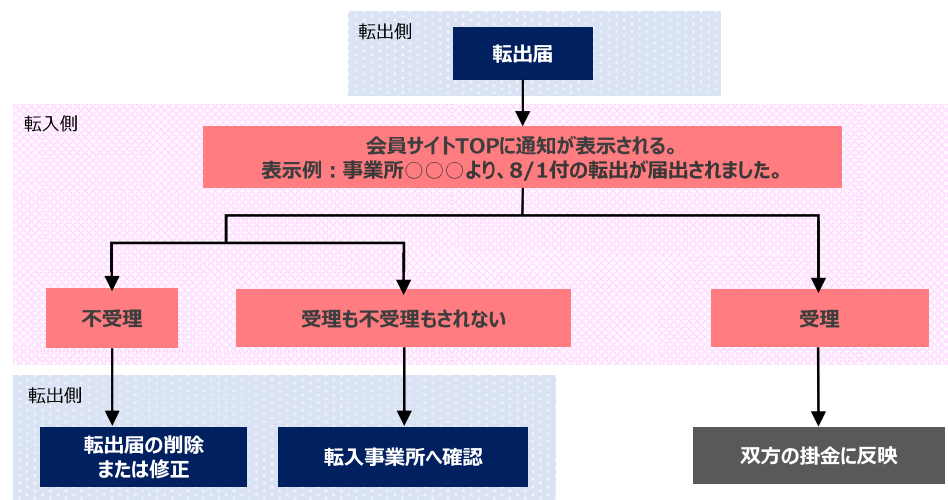 転出側
転出届
転入側
会員サイトTOPに通知が表示される。
表示例：事業所○○○より、8/1付の転出が届出されました。
不受理
受理も不受理もされない
受理
転出側
転出届の削除
または修正
転入事業所へ確認
双方の掛金に反映